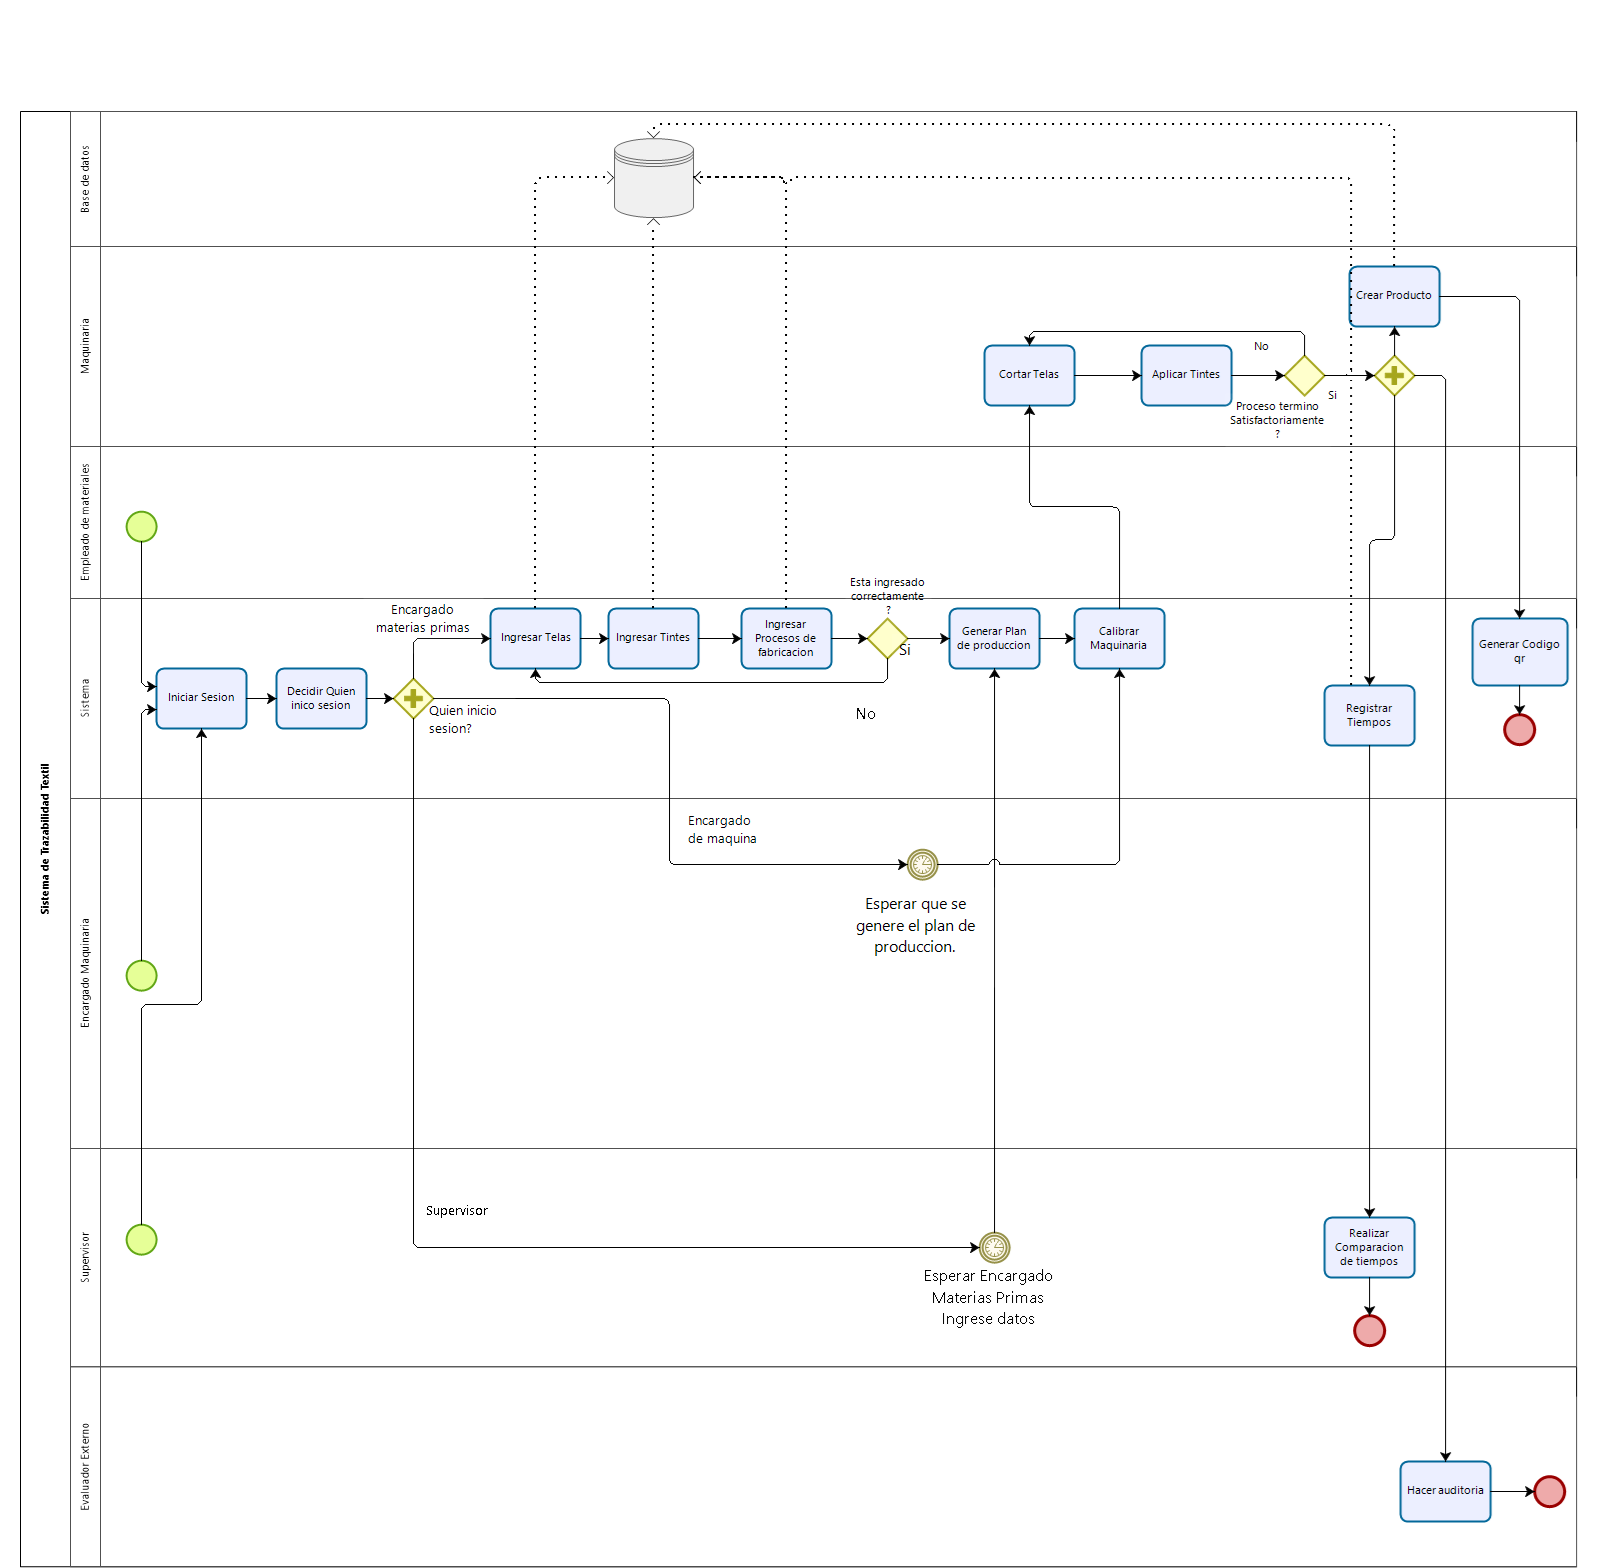 Sistema de Trazabilidad Textil
Base de datos
Maquinaria
Crear Producto
No
Cortar Telas
Aplicar Tintes
Si
Proceso termino
Satisfactoriamente
?
Empleado de materiales
Sistema
Esta ingresado
correctamente
?
Encargado
materias primas
Ingresar Telas
Ingresar Tintes
Ingresar
Procesos de
fabricacion
Si
Generar Plan
de produccion
Calibrar
Maquinaria
Generar Codigo
qr
Iniciar Sesion
Decidir Quien
inico sesion
Quien inicio
sesion?
No
Registrar
Tiempos
Encargado Maquinaria
Encargado
de maquina
Esperar que se
genere el plan de
produccion.
Supervisor
Supervisor
Esperar Encargado
Materias Primas
Ingrese datos
Realizar
Comparacion
de tiempos
Evaluador Externo
Hacer auditoria